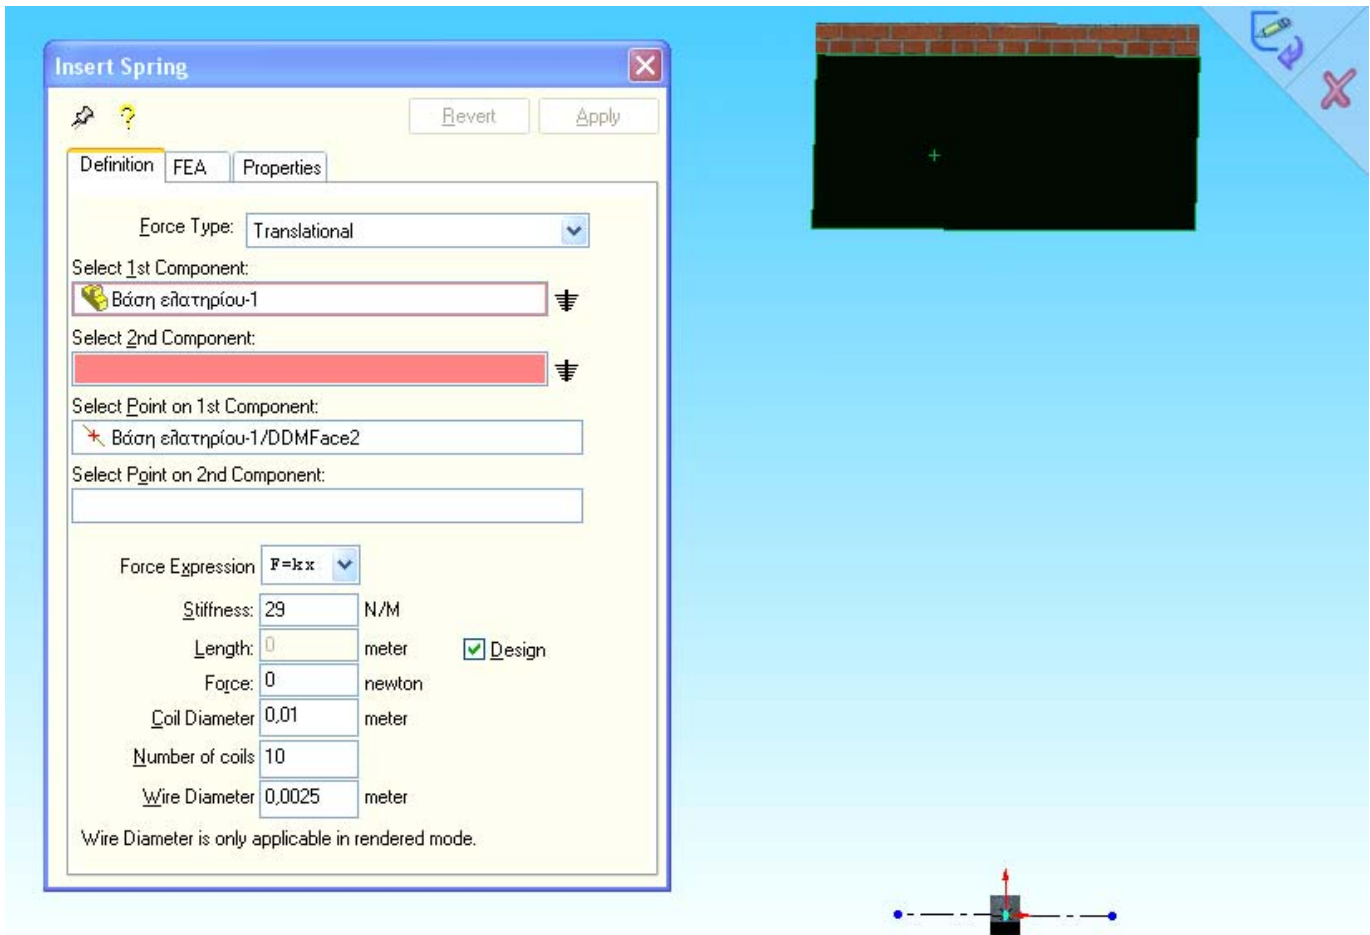 Insert Spring
Revert
Apply
Definition
FEA
Properties
Force Type:
Translational
Select 1st Component:
Βάση ελατηρίου-1
Select 2nd Component:
Select Point on 1st Component:
Βάση ελατηρίου-1/DDMFace2
Select Point on 2nd Component:
Force Expression F=kx
Stiffness: 29 N/M
Length: 0 meter Design
Force: 0 newton
Coil Diameter 0,01 meter
Number of coils 10
Wire Diameter 0,0025 meter
Wire Diameter is only applicable in rendered mode.